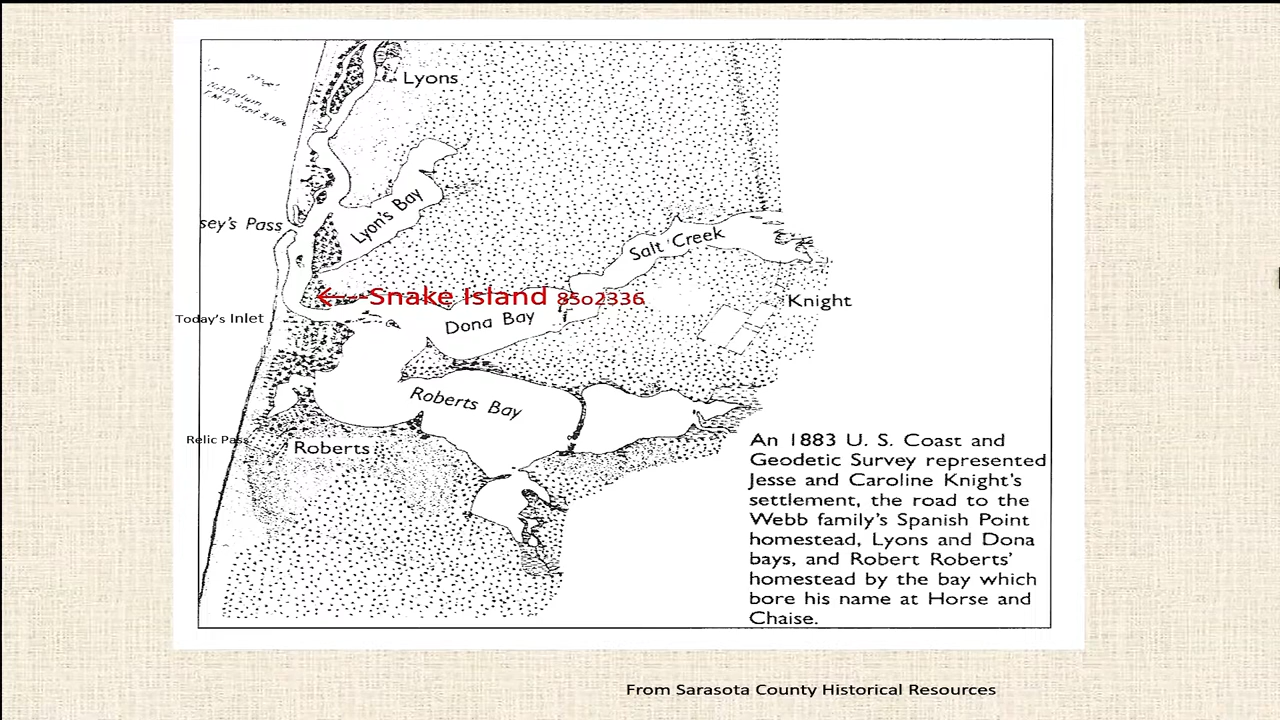 Lyons
Lyon's Bay
sey's Pass
Salt Creek
←--Snake Island 85o2336
Knight
Today's Inlet
Dona Bay
Roberts Bay
Relic Pass
Roberts
An 1883 U. S. Coast and
Geodetic Survey represented
Jesse and Caroline Knight's
settlement, the road to the
Webb family's Spanish Point
homestead, Lyons and Dona
bays, and Robert Roberts'
homestead by the bay which
bore his name at Horse and
Chaise.
From Sarasota County Historical Resources